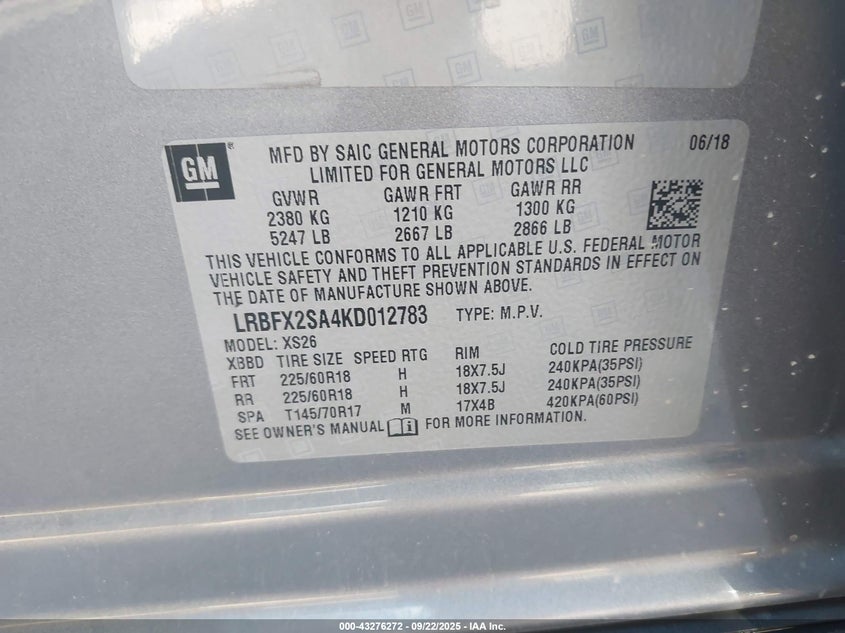 GM
GM
GM
GM
GM ®
MFD BY SAIC GENERAL MOTORS CORPORATION 06/18
LIMITED FOR GENERAL MOTORS LLC
GVWR GAWR FRT GAWR RR
2380 KG 1210 KG 1300 KG
5247 LB 2667 LB 2866 LB
THIS VEHICLE CONFORMS TO ALL APPLICABLE U.S. FEDERAL MOTOR
VEHICLE SAFETY AND THEFT PREVENTION STANDARDS IN EFFECT ON
THE DATE OF MANUFACTURE SHOWN ABOVE.
LRBFX2SA4KD012783 TYPE: M.P.V.
MODEL: XS26
XBBD TIRE SIZE SPEED RTG RIM COLD TIRE PRESSURE
FRT 225/60R18 H 18X7.5J 240KPA(35PSI)
RR 225/60R18 H 18X7.5J 240KPA(35PSI)
SPA T145/70R17 M 17X4B 420KPA(60PSI)
SEE OWNER'S MANUAL FOR MORE INFORMATION.
000-43276272 - 09/22/2025 - IAA Inc.